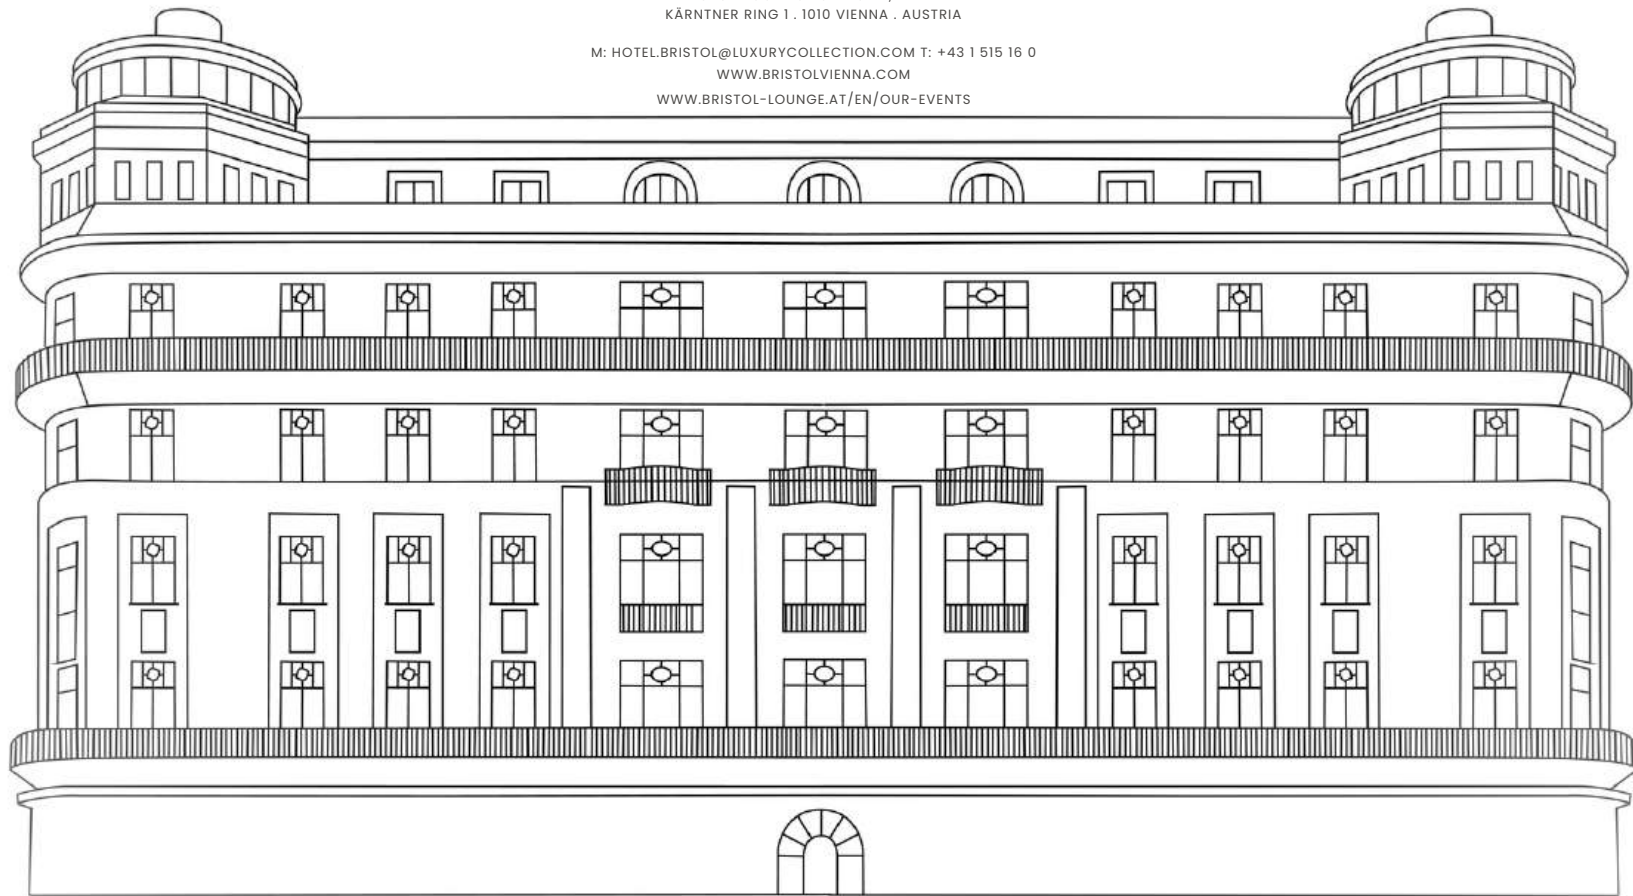 KÄRNTNER RING 1 . 1010 VIENNA . AUSTRIA
M: HOTEL.BRISTOL@LUXURYCOLLECTION.COM T: +43 1 515 16 0
WWW.BRISTOLVIENNA.COM
WWW.BRISTOL-LOUNGE.AT/EN/OUR-EVENTS